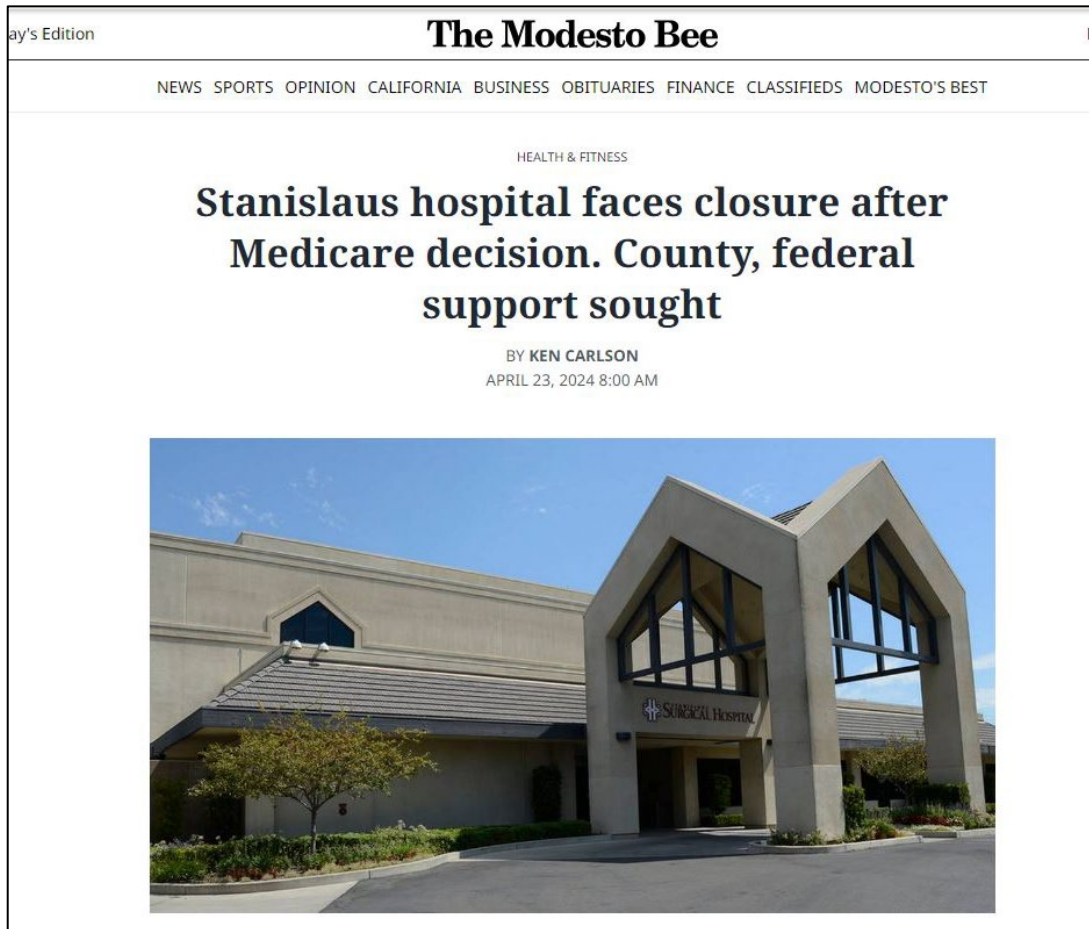 ay's Edition
The Modesto Bee
NEWS SPORTS OPINION CALIFORNIA BUSINESS OBITUARIES FINANCE CLASSIFIEDS MODESTO'S BEST
HEALTH & FITNESS
Stanislaus hospital faces closure after
Medicare decision. County, federal
support sought
BY KEN CARLSON
APRIL 23, 2024 8:00 AM
SURGICAL HOSPITAL